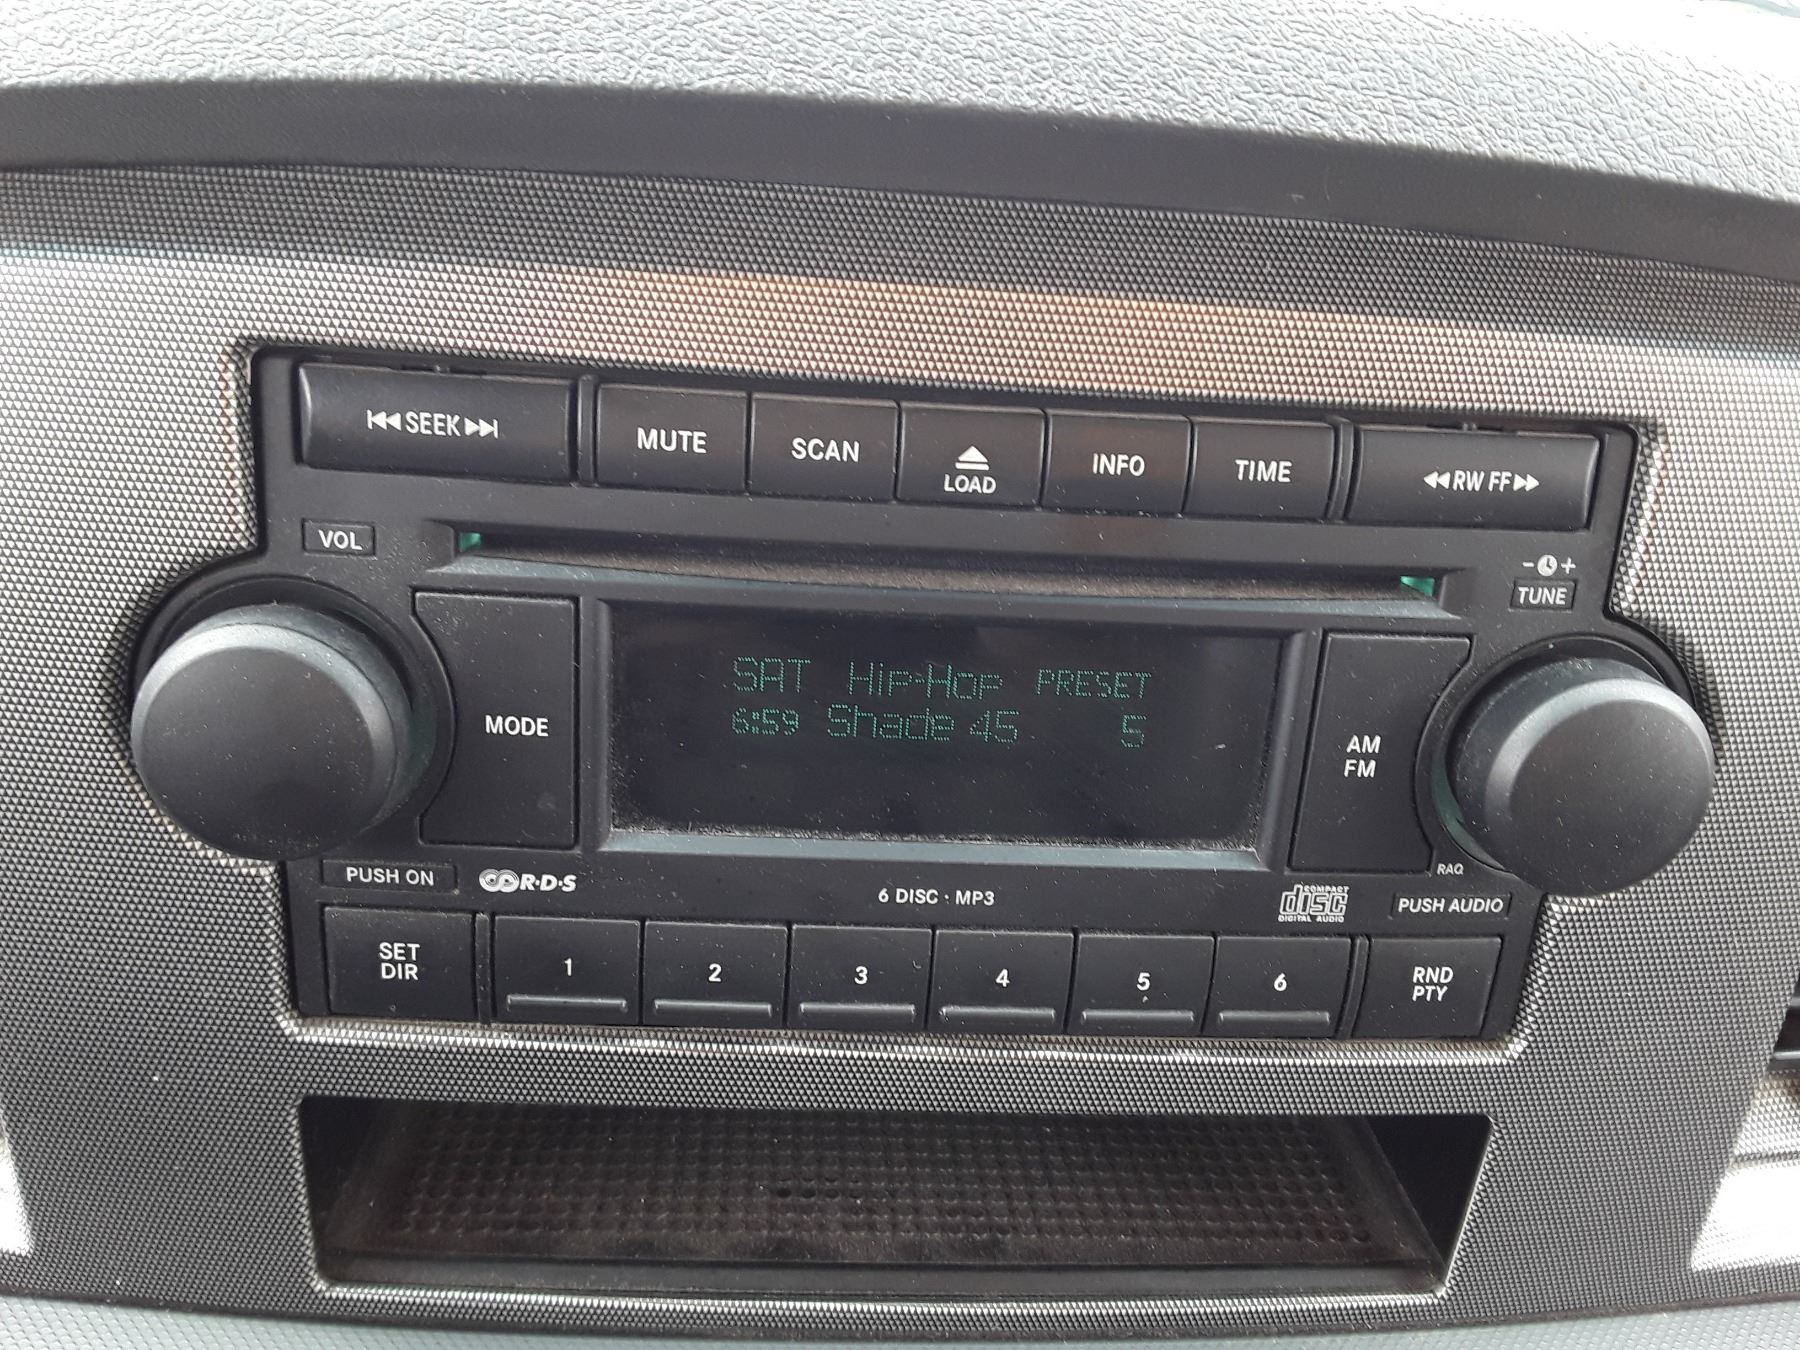 ⏮SEEK⏭
MUTE
SCAN
LOAD
INFO
TIME
◀◀RW FF▶▶
VOL
- +
TUNE
MODE
SAT Hip-Hop PRESET
6:59 Shade 45 5
AM
FM
RAQ
PUSH ON
R·D·S
6 DISC · MP3
COMPACT
disc
DIGITAL AUDIO
PUSH AUDIO
SET
DIR
1
2
3
4
5
6
RND
PTY